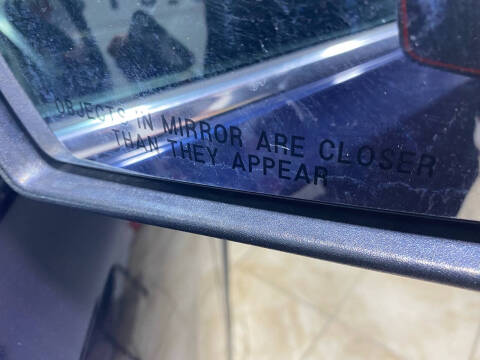 OBJECTS IN MIRROR ARE CLOSER
THAN THEY APPEAR